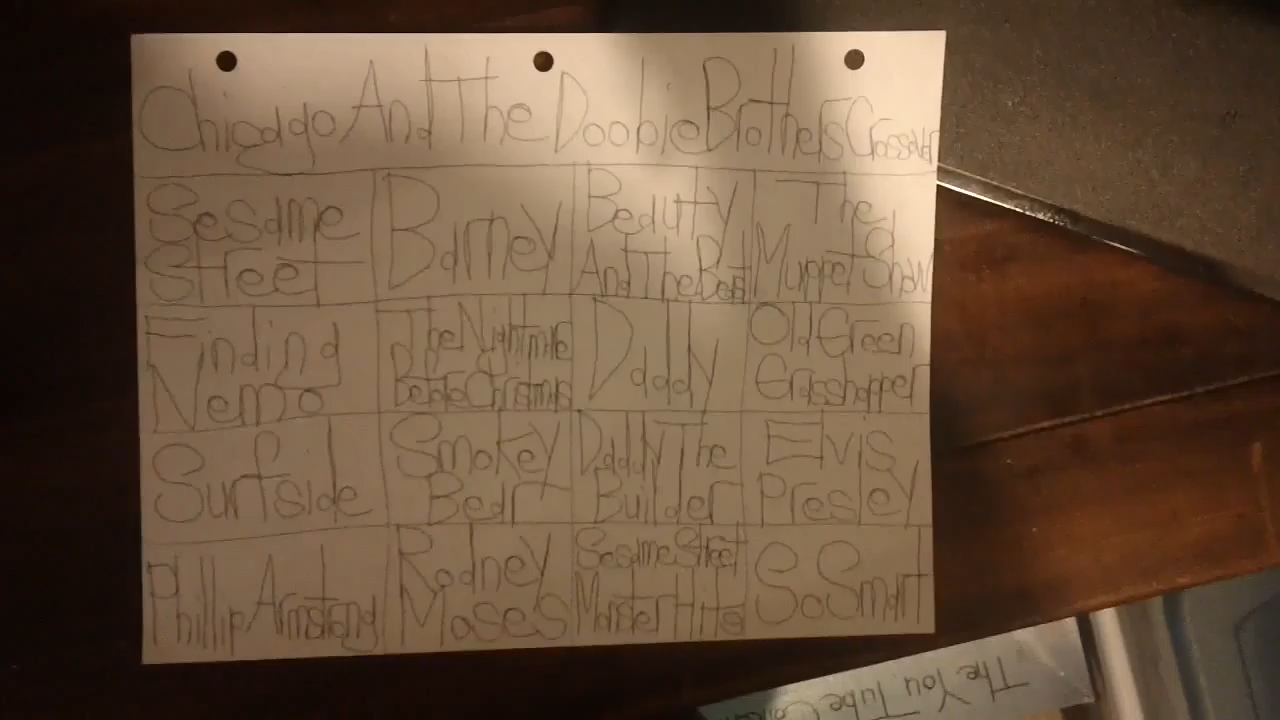 Chicago And The Doobie Brothers Crossover
Sesame
Street
Barney
Beauty
And The Beast
The
Muppet Show
Finding
Nemo
The Nightmare
Before Christmas
Daddy
Old Green
Grasshopper
Surfside
Smokey
Bear
Daddy The
Builder
Elvis
Presley
Phillip Armstrong
Rodney
Moses
Sesame Street
Monster Hits
So Smart
The You Tube